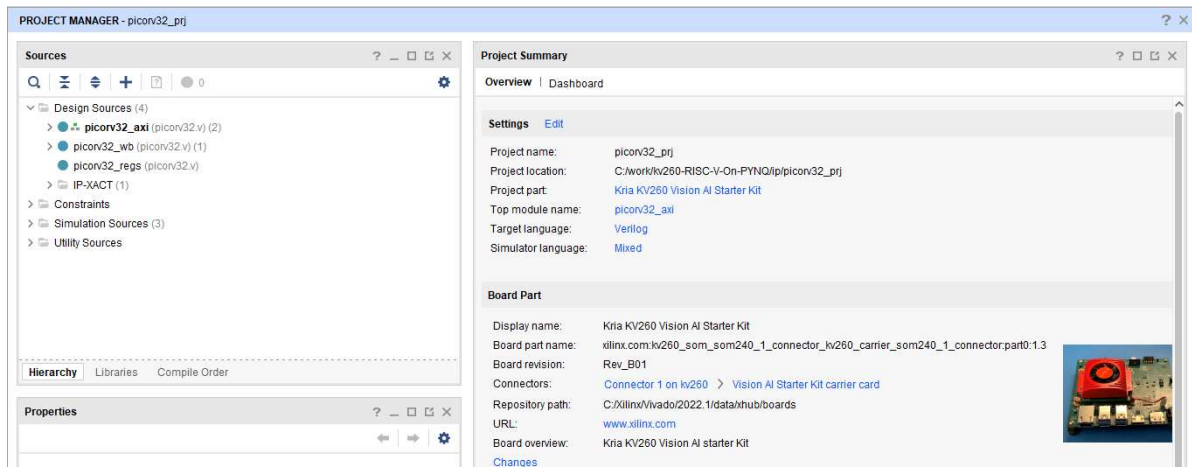 PROJECT MANAGER - picorv32_prj
Sources
0
Design Sources (4)
picorv32_axi (picorv32.v) (2)
picorv32_wb (picorv32.v) (1)
picorv32_regs (picorv32.v)
IP-XACT (1)
Constraints
Simulation Sources (3)
Utility Sources
Hierarchy Libraries Compile Order
Properties
Project Summary
Overview | Dashboard
Settings Edit
Project name: picorv32_prj
Project location: C:/work/kv260-RISC-V-On-PYNQ/ip/picorv32_prj
Project part: Kria KV260 Vision AI Starter Kit
Top module name: picorv32_axi
Target language: Verilog
Simulator language: Mixed
Board Part
Display name: Kria KV260 Vision AI Starter Kit
Board part name: xilinx.com:kv260_som_som240_1_connector_kv260_carrier_som240_1_connector:part0:1.3
Board revision: Rev_B01
Connectors: Connector 1 on kv260 > Vision AI Starter Kit carrier card
Repository path: C:/Xilinx/Vivado/2022.1/data/xhub/boards
URL: www.xilinx.com
Board overview: Kria KV260 Vision AI starter Kit
Changes